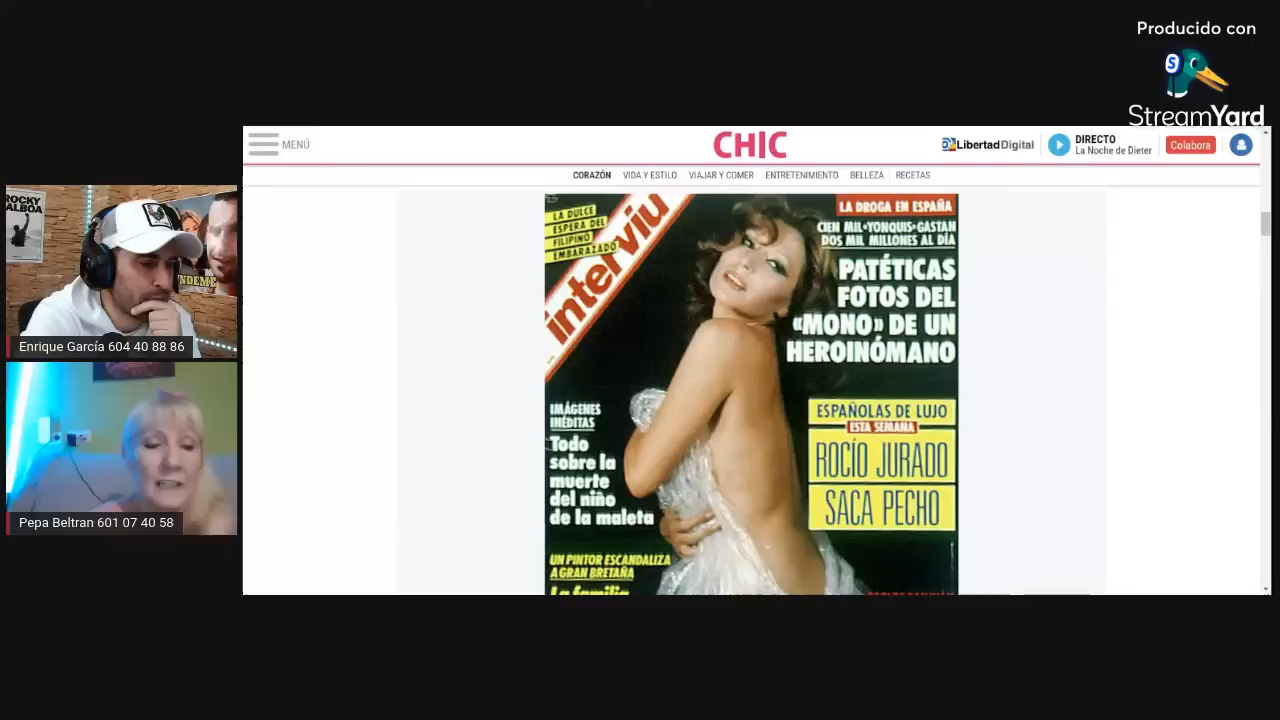 Producido con
StreamYard
MENÚ
CHIC
LibertadDigital
DIRECTO
La Noche de Dieter
Colabora
CORAZÓN VIDA Y ESTILO VIAJAR Y COMER ENTRETENIMIENTO BELLEZA RECETAS
ROCKY
BALBOA
NDEME
Enrique García 604 40 88 86
Pepa Beltran 601 07 40 58
LA DULCE
ESPERA DEL
FILIPINO
EMBARAZADO
interviu
LA DROGA EN ESPAÑA
CIEN MIL «YONQUIS» GASTAN
DOS MIL MILLONES AL DÍA
PATÉTICAS
FOTOS DEL
«MONO» DE UN
HEROINÓMANO
IMÁGENES
INÉDITAS
Todo
sobre la
muerte
del niño
de la maleta
ESPAÑOLAS DE LUJO
ESTA SEMANA
ROCÍO JURADO
SACA PECHO
UN PINTOR ESCANDALIZA
A GRAN BRETAÑA
La familia